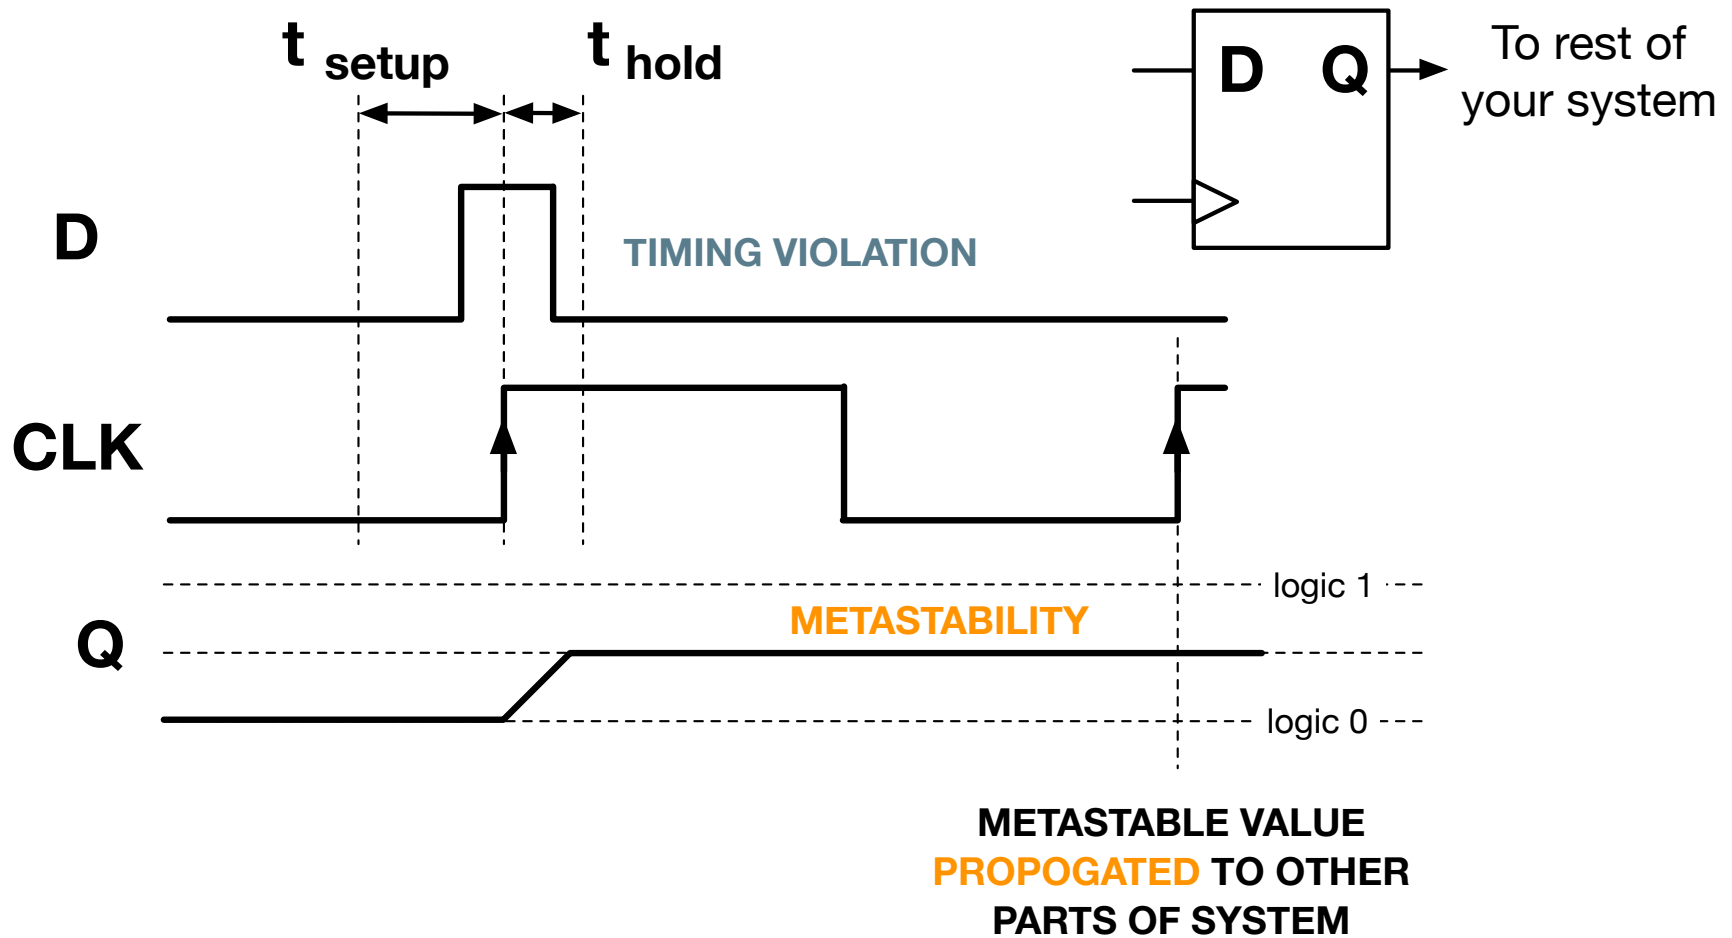 t setup
t hold
D Q
To rest of
your system
D
TIMING VIOLATION
CLK
logic 1
METASTABILITY
Q
logic 0
METASTABLE VALUE
PROPOGATED TO OTHER
PARTS OF SYSTEM